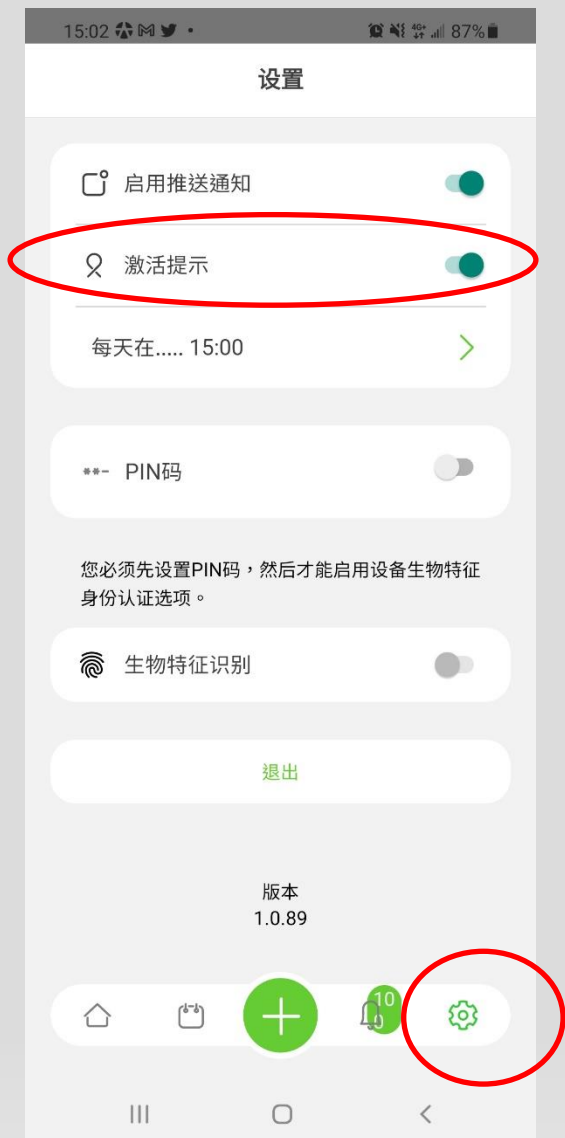 15:02
4G+ 87%
设置
启用推送通知
激活提示
每天在..... 15:00
**- PIN码
您必须先设置PIN码，然后才能启用设备生物特征
身份认证选项。
生物特征识别
退出
版本
1.0.89
10
0